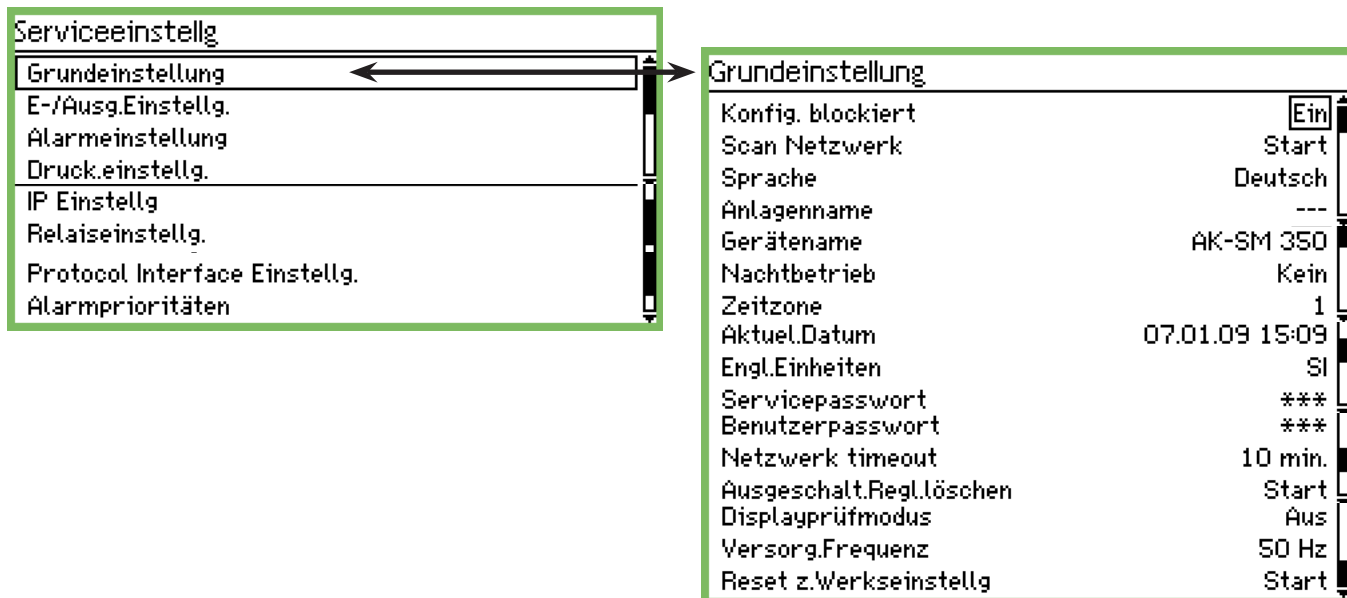 Serviceeinstellg
Grundeinstellung
E-/Ausg.Einstellg.
Alarmeinstellung
Druck.einstellg.
IP Einstellg
Relaiseinstellg.
Protocol Interface Einstellg.
Alarmprioritäten
Grundeinstellung
Konfig. blockiert Ein
Scan Netzwerk Start
Sprache Deutsch
Anlagenname ---
Gerätename AK-SM 350
Nachtbetrieb Kein
Zeitzone 1
Aktuel.Datum 07.01.09 15:09
Engl.Einheiten SI
Servicepasswort ***
Benutzerpasswort ***
Netzwerk timeout 10 min.
Ausgeschalt.Regl.löschen Start
Displayprüfmodus Aus
Versorg.Frequenz 50 Hz
Reset z.Werkseinstellg Start